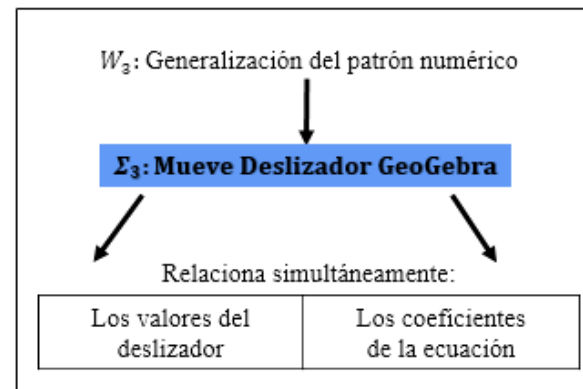 W₃: Generalización del patrón numérico
Σ₃: Mueve Deslizador GeoGebra
Relaciona simultáneamente:
Los valores del
deslizador
Los coeficientes
de la ecuación